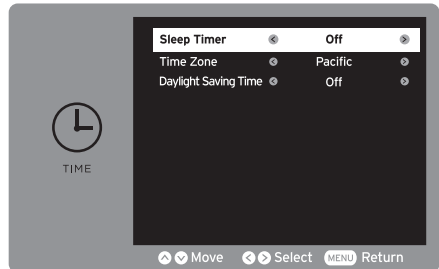 Sleep Timer Off
Time Zone Pacific
Daylight Saving Time Off
TIME
Move Select MENU Return